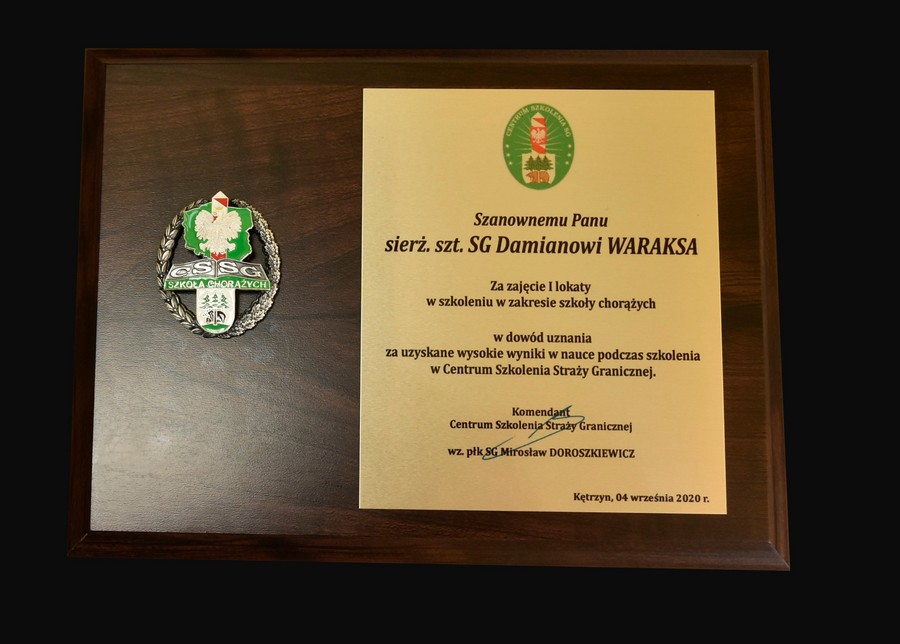 CSSG
SZKOŁA CHORĄŻYCH
CENTRUM SZKOLENIA SG
Szanownemu Panu
sierż. szt. SG Damianowi WARAKSA
Za zajęcie I lokaty
w szkoleniu w zakresie szkoły chorążych
w dowód uznania
za uzyskane wysokie wyniki w nauce podczas szkolenia
w Centrum Szkolenia Straży Granicznej.
Komendant
Centrum Szkolenia Straży Granicznej
wz. płk SG Mirosław DOROSZKIEWICZ
Kętrzyn, 04 września 2020 r.